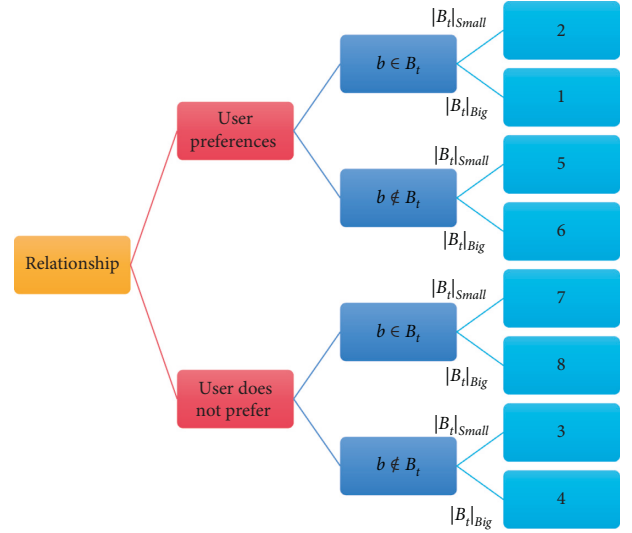 |B_t|_Small
2
b ∈ B_t
|B_t|_Big
1
User
preferences
|B_t|_Small
5
b ∉ B_t
|B_t|_Big
6
Relationship
|B_t|_Small
7
b ∈ B_t
|B_t|_Big
8
User does
not prefer
|B_t|_Small
3
b ∉ B_t
|B_t|_Big
4